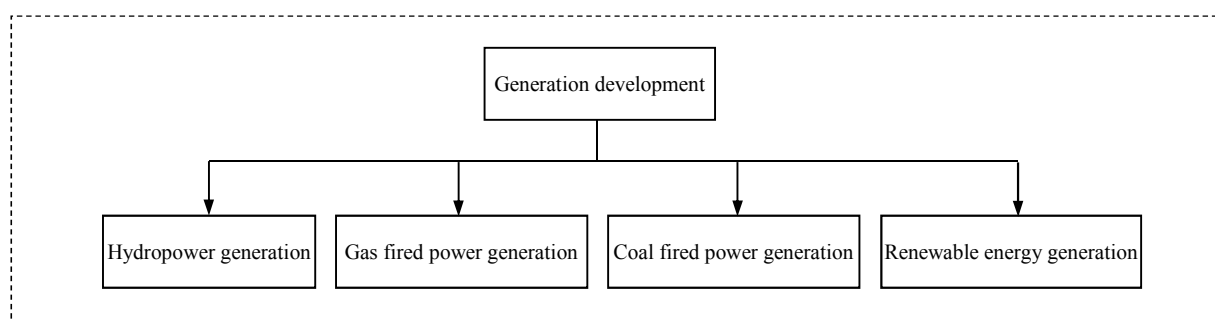 Generation development
Hydropower generation
Gas fired power generation
Coal fired power generation
Renewable energy generation